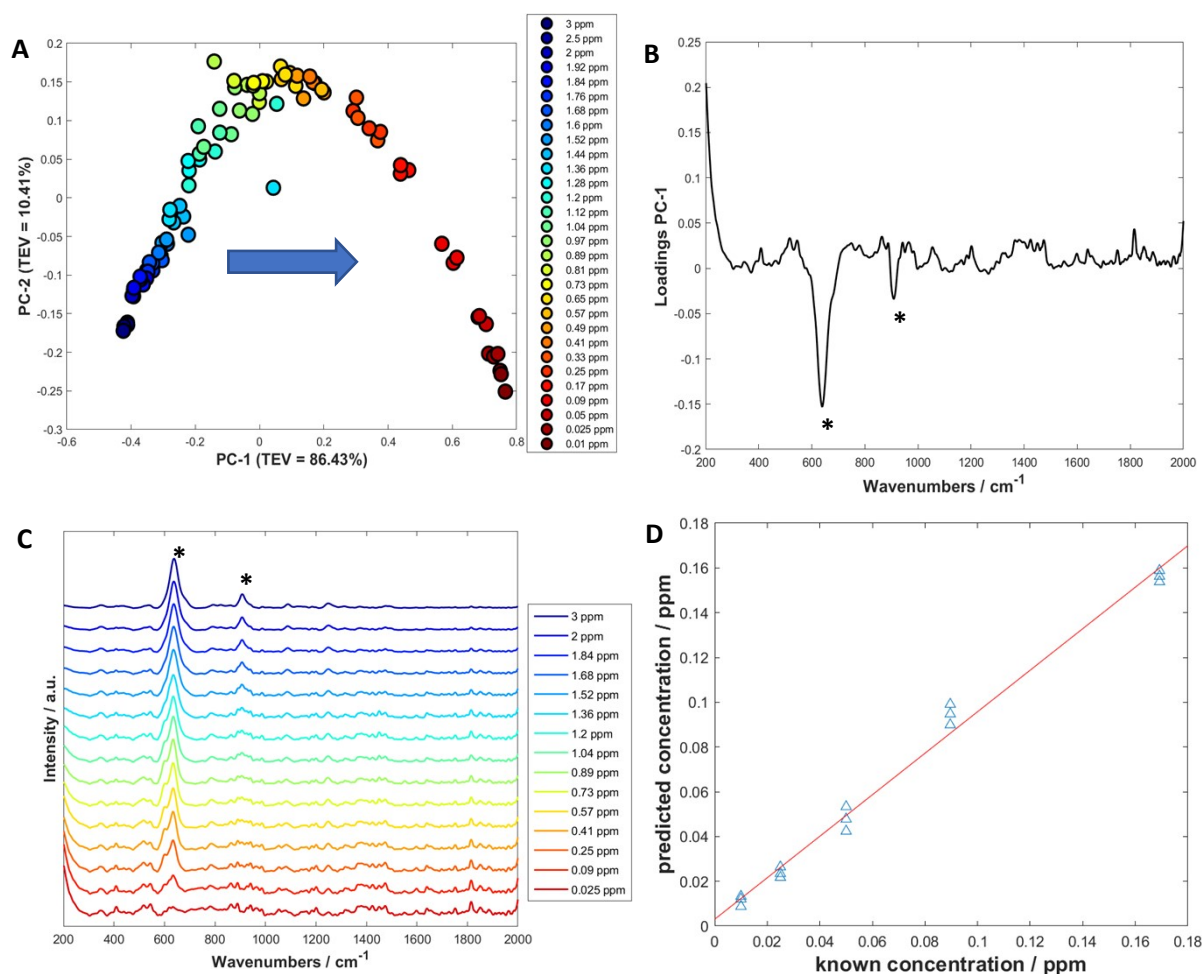 A
0.2
0.15
0.1
0.05
0
-0.05
-0.1
-0.15
-0.2
-0.25
-0.3
PC-2 (TEV = 10.41%)
-0.6 -0.4 -0.2 0 0.2 0.4 0.6 0.8
PC-1 (TEV = 86.43%)
3 ppm
2.5 ppm
2 ppm
1.92 ppm
1.84 ppm
1.76 ppm
1.68 ppm
1.6 ppm
1.52 ppm
1.44 ppm
1.36 ppm
1.28 ppm
1.2 ppm
1.12 ppm
1.04 ppm
0.97 ppm
0.89 ppm
0.81 ppm
0.73 ppm
0.65 ppm
0.57 ppm
0.49 ppm
0.41 ppm
0.33 ppm
0.25 ppm
0.17 ppm
0.09 ppm
0.05 ppm
0.025 ppm
0.01 ppm
B
0.25
0.2
0.15
0.1
0.05
0
-0.05
-0.1
-0.15
-0.2
Loadings PC-1
*
*
200 400 600 800 1000 1200 1400 1600 1800 2000
Wavenumbers / cm-1
C
*
*
Intensity / a.u.
200 400 600 800 1000 1200 1400 1600 1800 2000
Wavenumbers / cm-1
3 ppm
2 ppm
1.84 ppm
1.68 ppm
1.52 ppm
1.36 ppm
1.2 ppm
1.04 ppm
0.89 ppm
0.73 ppm
0.57 ppm
0.41 ppm
0.25 ppm
0.09 ppm
0.025 ppm
D
0.18
0.16
0.14
0.12
0.1
0.08
0.06
0.04
0.02
0
predicted concentration / ppm
0 0.02 0.04 0.06 0.08 0.1 0.12 0.14 0.16 0.18
known concentration / ppm